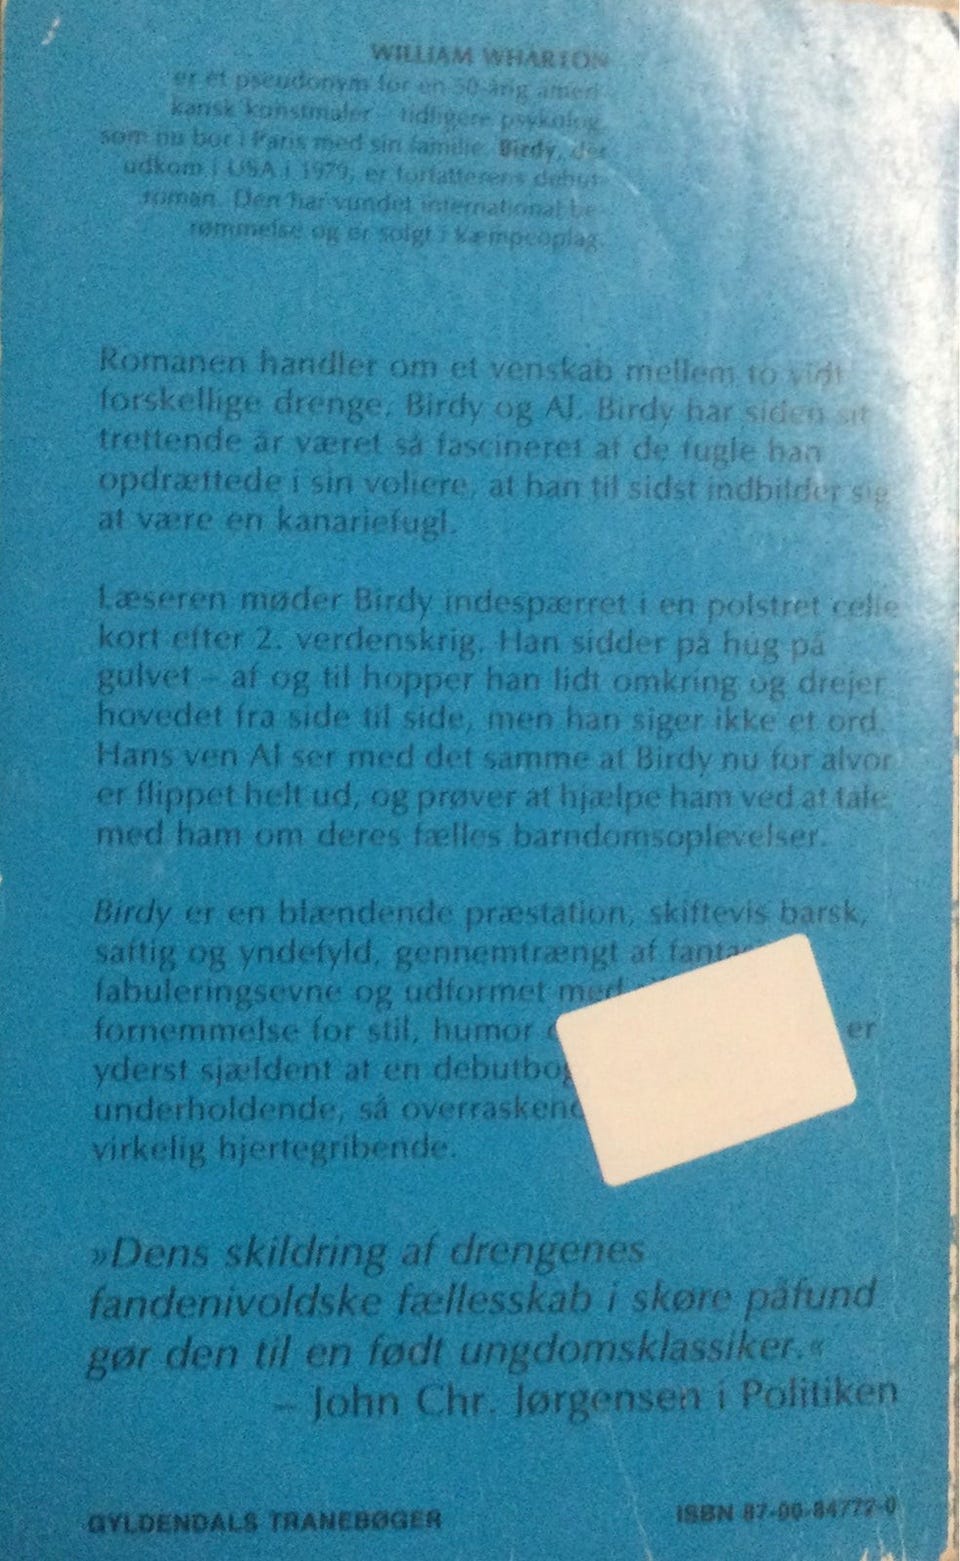 WILLIAM WHARTON
er et pseudonym for en 50-årig ameri-
kansk kunstmaler – tidligere psykolog,
som nu bor i Paris med sin familie. Birdy, der
udkom i USA i 1979, er forfatterens debut-
roman. Den har vundet international be-
rømmelse og er solgt i kæmpeoplag.
Romanen handler om et venskab mellem to vidt
forskellige drenge, Birdy og Al. Birdy har siden sit
trettende år været så fascineret af de fugle han
opdrættede i sin voliere, at han til sidst indbilder sig
at være en kanariefugl.
Læseren møder Birdy indespærret i en polstret celle
kort efter 2. verdenskrig. Han sidder på hug på
gulvet – af og til hopper han lidt omkring og drejer
hovedet fra side til side, men han siger ikke et ord.
Hans ven Al ser med det samme at Birdy nu for alvor
er flippet helt ud, og prøver at hjælpe ham ved at tale
med ham om deres fælles barndomsoplevelser.
Birdy er en blændende præstation, skiftevis barsk,
saftig og yndefyld, gennemtrængt af
fabuleringsevne og udformet med
fornemmelse for stil, humor er
yderst sjældent at en debutbog
underholdende, så
virkelig hjertegribende.
»Dens skildring af drengenes
fandenivoldske fællesskab i skøre påfund
gør den til en født ungdomsklassiker.«
– John Chr. Jørgensen i Politiken
GYLDENDALS TRANEBØGER
ISBN 87-00-84772-0